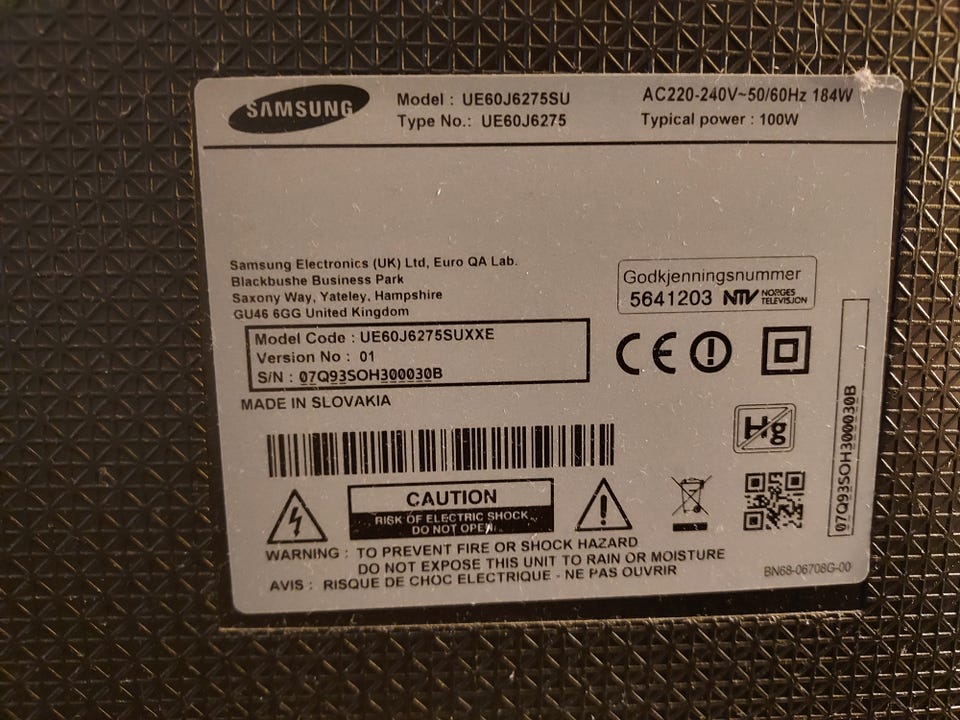 SAMSUNG
Model : UE60J6275SU
Type No.: UE60J6275
AC220-240V~50/60Hz 184W
Typical power : 100W
Samsung Electronics (UK) Ltd, Euro QA Lab.
Blackbushe Business Park
Saxony Way, Yateley, Hampshire
GU46 6GG United Kingdom
Godkjenningsnummer
5641203 NTV NORGES TELEVISJON
Model Code : UE60J6275SUXXE
Version No : 01
S/N : 07Q93SOH300030B
CE
MADE IN SLOVAKIA
Hg
07Q93SOH300030B
CAUTION
RISK OF ELECTRIC SHOCK
DO NOT OPEN
WARNING : TO PREVENT FIRE OR SHOCK HAZARD
DO NOT EXPOSE THIS UNIT TO RAIN OR MOISTURE
AVIS : RISQUE DE CHOC ELECTRIQUE - NE PAS OUVRIR
BN68-06708G-00